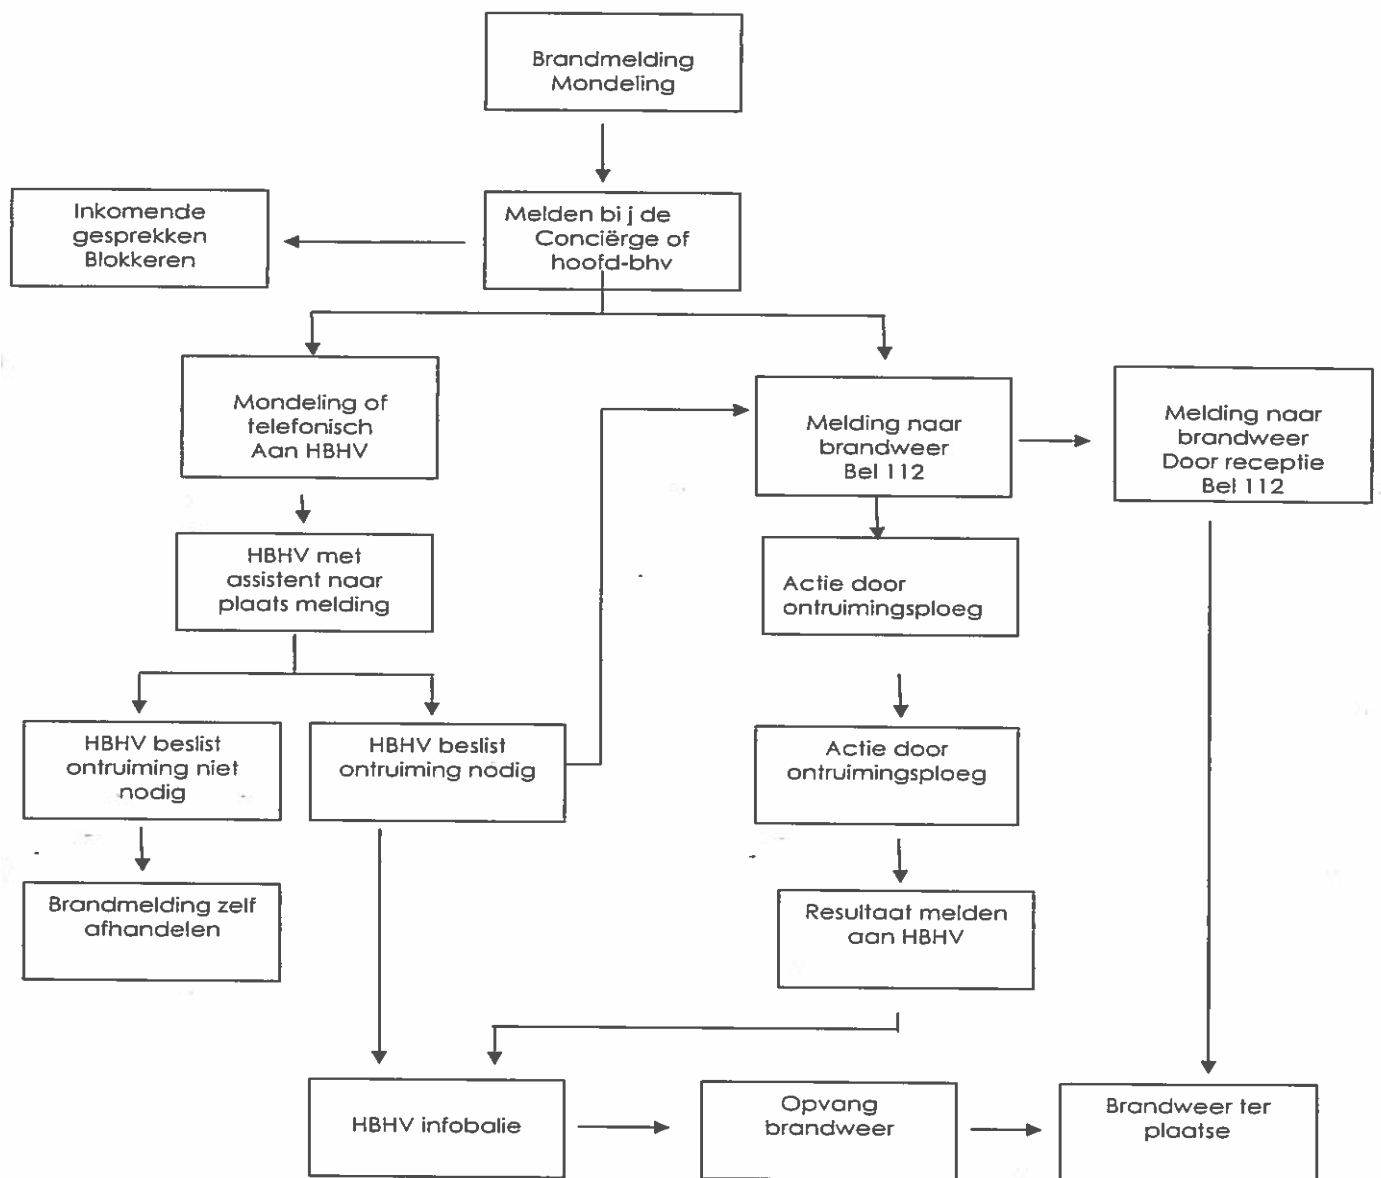 Brandmelding
Mondeling
Inkomende
gesprekken
Blokkeren
Melden bij de
Conciërge of
hoofd-bhv
Mondeling of
telefonisch
Aan HBHV
Melding naar
brandweer
Bel 112
Melding naar
brandweer
Door receptie
Bel 112
HBHV met
assistent naar
plaats melding
Actie door
ontruimingsploeg
HBHV beslist
ontruiming niet
nodig
HBHV beslist
ontruiming nodig
Actie door
ontruimingsploeg
Brandmelding zelf
afhandelen
Resultaat melden
aan HBHV
HBHV infobalie
Opvang
brandweer
Brandweer ter
plaatse